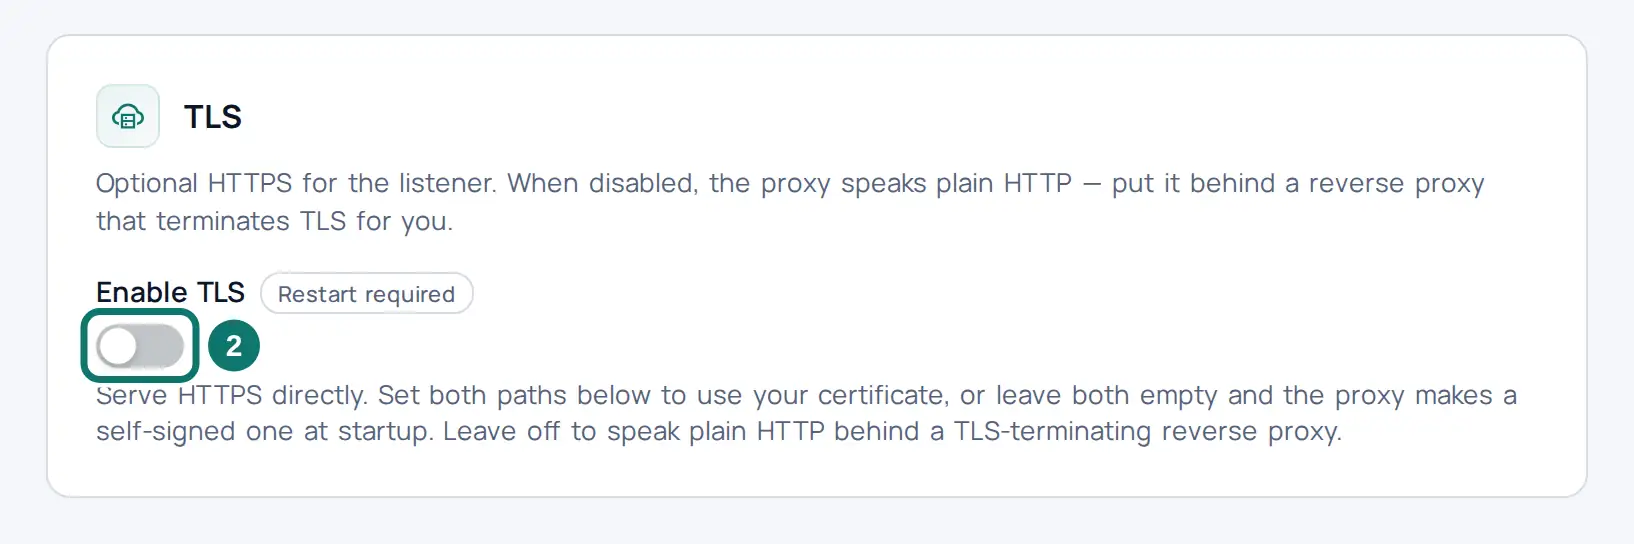 TLS
Optional HTTPS for the listener. When disabled, the proxy speaks plain HTTP — put it behind a reverse proxy
that terminates TLS for you.
Enable TLS Restart required
2
Serve HTTPS directly. Set both paths below to use your certificate, or leave both empty and the proxy makes a
self-signed one at startup. Leave off to speak plain HTTP behind a TLS-terminating reverse proxy.